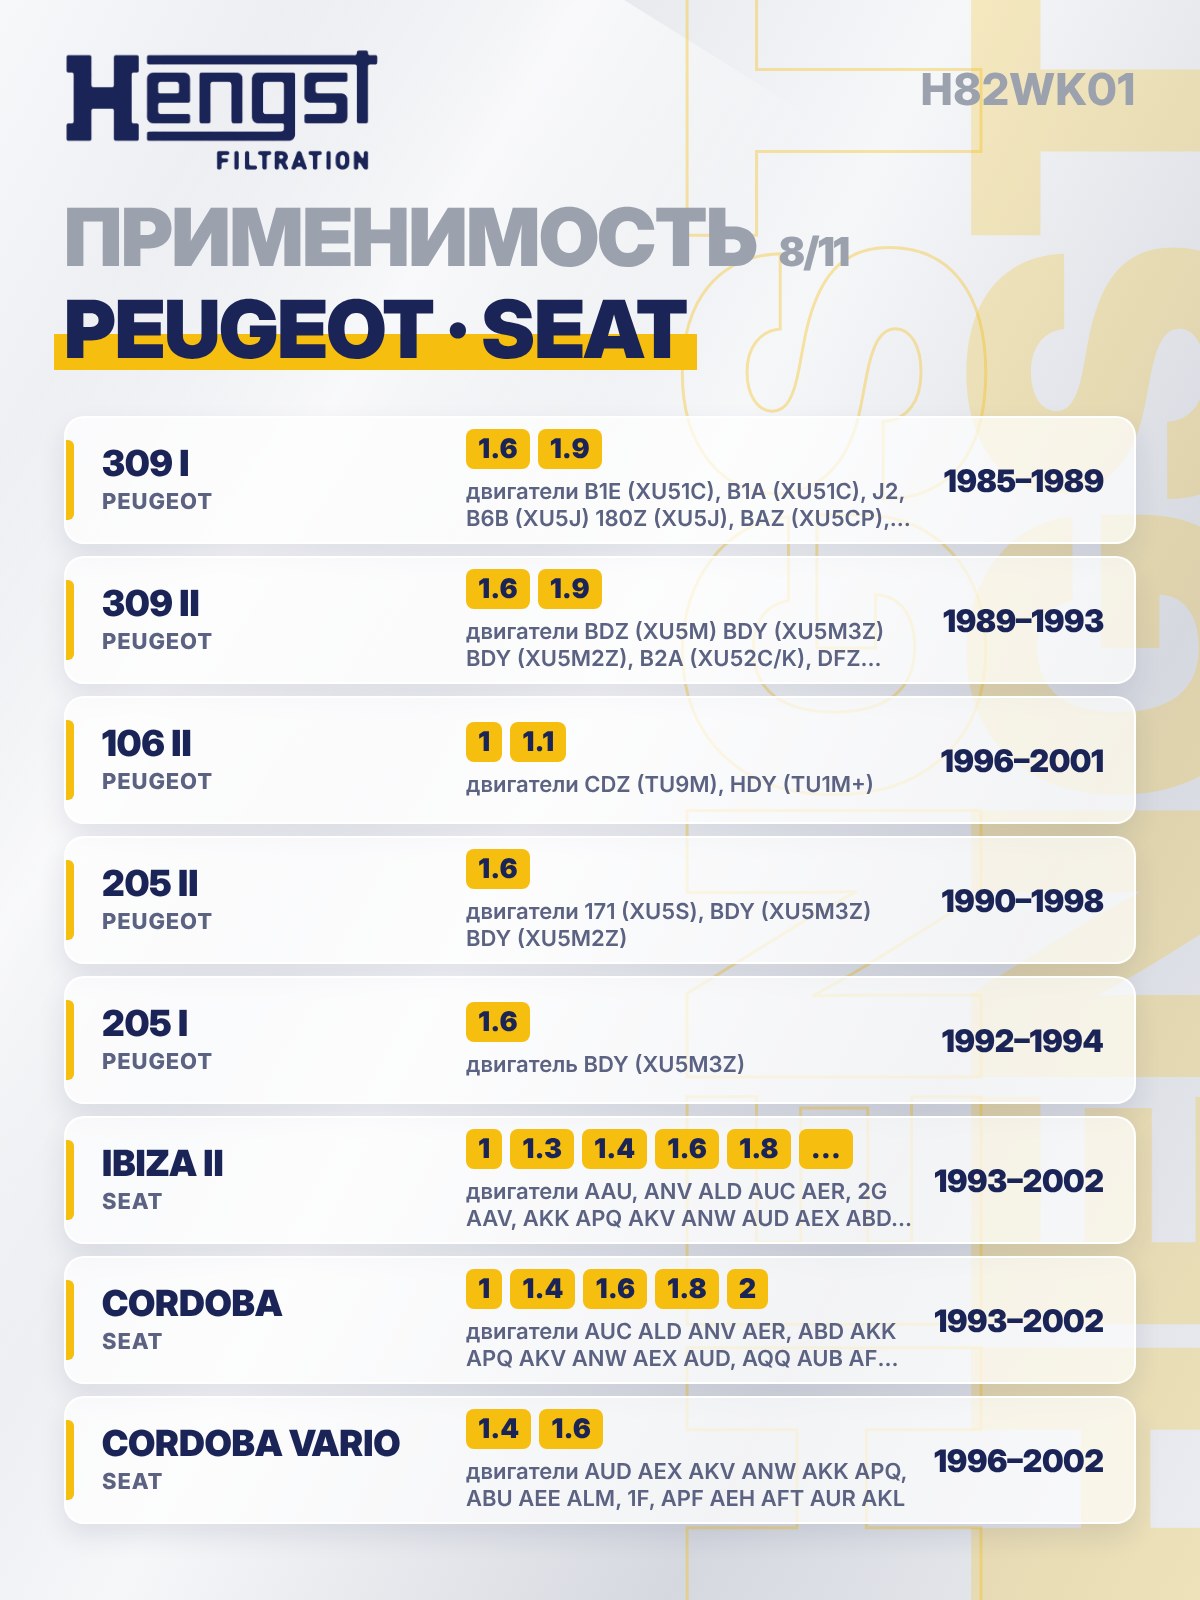 Hengst
FILTRATION
H82WK01
ПРИМЕНИМОСТЬ 8/11
PEUGEOT · SEAT
309 I
PEUGEOT
1.6 1.9
двигатели B1E (XU51C), B1A (XU51C), J2,
B6B (XU5J) 180Z (XU5J), BAZ (XU5CP),...
1985–1989
309 II
PEUGEOT
1.6 1.9
двигатели BDZ (XU5M) BDY (XU5M3Z)
BDY (XU5M2Z), B2A (XU52C/K), DFZ...
1989–1993
106 II
PEUGEOT
1 1.1
двигатели CDZ (TU9M), HDY (TU1M+)
1996–2001
205 II
PEUGEOT
1.6
двигатели 171 (XU5S), BDY (XU5M3Z)
BDY (XU5M2Z)
1990–1998
205 I
PEUGEOT
1.6
двигатель BDY (XU5M3Z)
1992–1994
IBIZA II
SEAT
1 1.3 1.4 1.6 1.8 ...
двигатели AAU, ANV ALD AUC AER, 2G
AAV, AKK APQ AKV ANW AUD AEX ABD...
1993–2002
CORDOBA
SEAT
1 1.4 1.6 1.8 2
двигатели AUC ALD ANV AER, ABD AKK
APQ AKV ANW AEX AUD, AQQ AUB AF...
1993–2002
CORDOBA VARIO
SEAT
1.4 1.6
двигатели AUD AEX AKV ANW AKK APQ,
ABU AEE ALM, 1F, APF AEH AFT AUR AKL
1996–2002